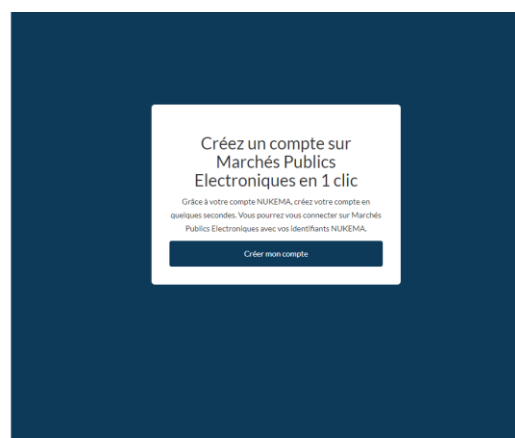 Créez un compte sur
Marchés Publics
Electroniques en 1 clic
Grâce à votre compte NUKEMA, créez votre compte en
quelques secondes. Vous pourrez vous connecter sur Marchés
Publics Electroniques avec vos identifiants NUKEMA.
Créer mon compte